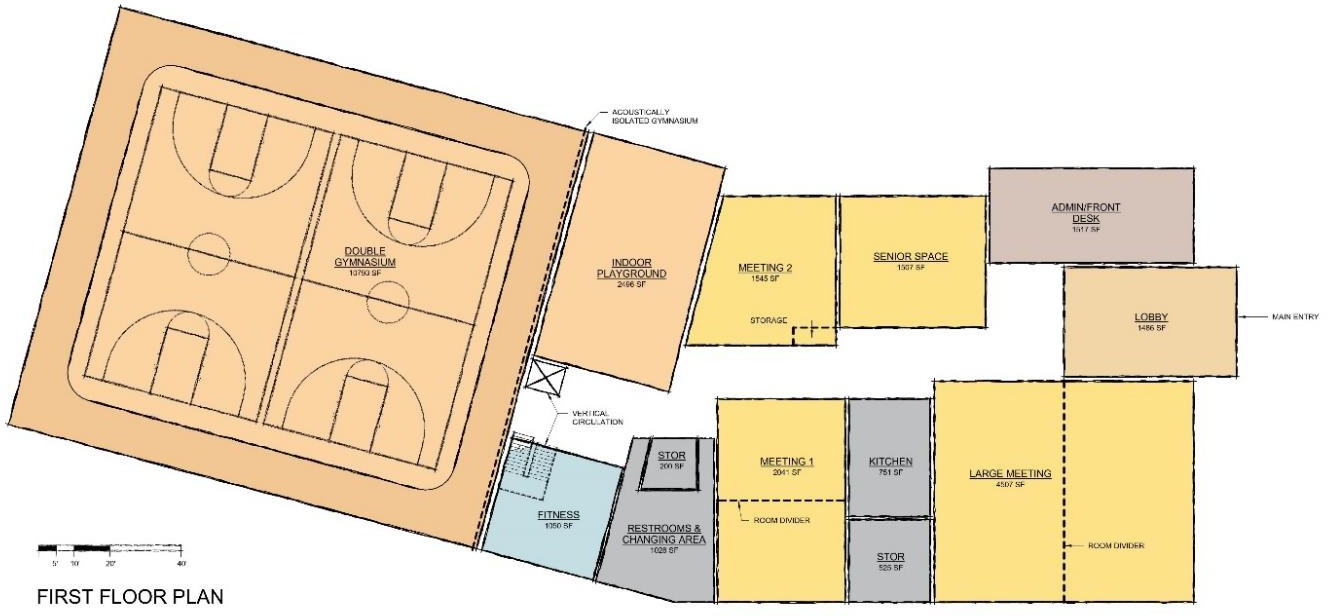 ACOUSTICALLY
ISOLATED GYMNASIUM
DOUBLE
GYMNASIUM
10793 SF
INDOOR
PLAYGROUND
2496 SF
MEETING 2
1545 SF
STORAGE
SENIOR SPACE
1507 SF
ADMIN/FRONT
DESK
1517 SF
LOBBY
1486 SF
MAIN ENTRY
VERTICAL
CIRCULATION
STOR
200 SF
MEETING 1
2041 SF
KITCHEN
751 SF
LARGE MEETING
4507 SF
FITNESS
1050 SF
RESTROOMS &
CHANGING AREA
1028 SF
ROOM DIVIDER
STOR
525 SF
ROOM DIVIDER
5' 10' 20' 40'
FIRST FLOOR PLAN